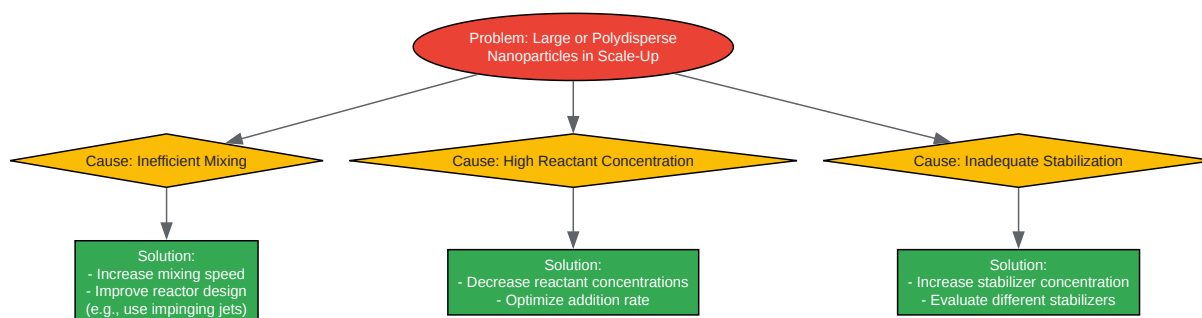 Problem: Large or Polydisperse
Nanoparticles in Scale-Up
Cause: Inefficient Mixing
Cause: High Reactant Concentration
Cause: Inadequate Stabilization
Solution:
- Increase mixing speed
- Improve reactor design
(e.g., use impinging jets)
Solution:
- Decrease reactant concentrations
- Optimize addition rate
Solution:
- Increase stabilizer concentration
- Evaluate different stabilizers